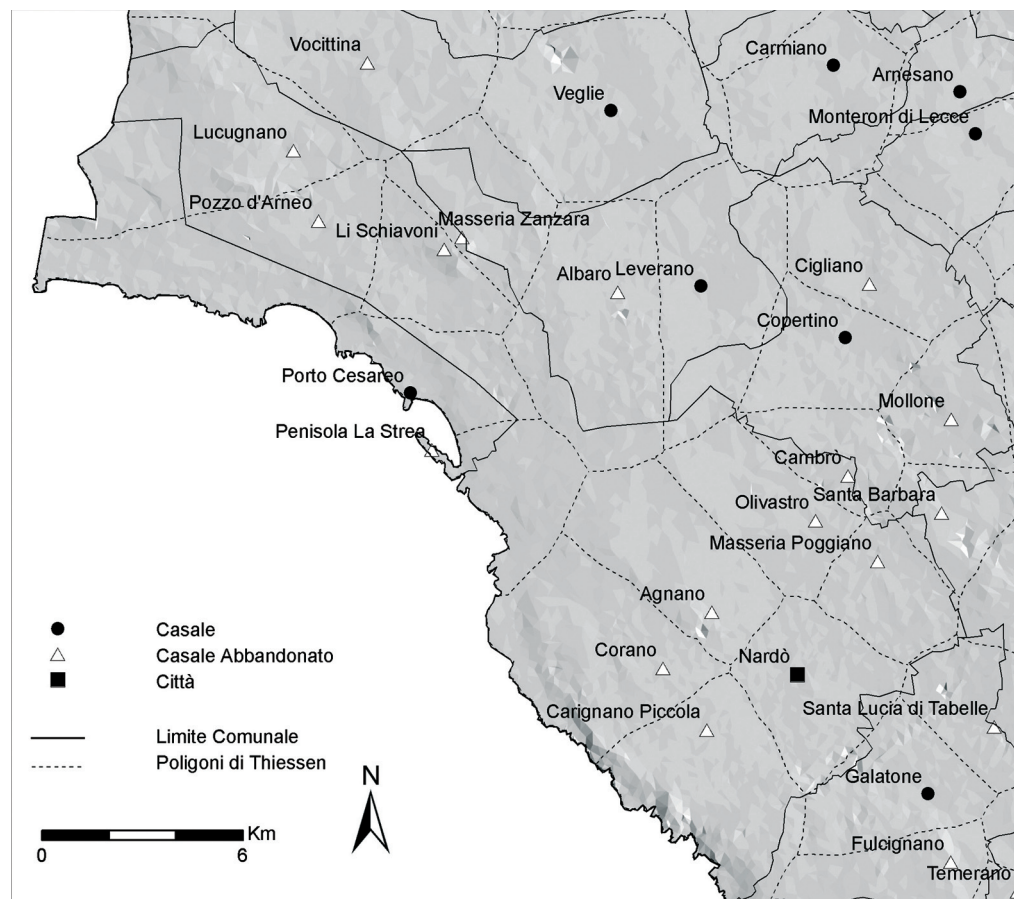 Vocittina
Carmiano
Arnesano
Veglie
Monteroni di Lecce
Lucugnano
Pozzo d'Arneo
Masseria Zanzara
Li Schiavoni
Albaro
Leverano
Cigliano
Copertino
Porto Cesareo
Mollone
Penisola La Strea
Cambrò
Santa Barbara
Olivastro
Masseria Poggiano
Agnano
Corano
Nardò
Carignano Piccola
Santa Lucia di Tabelle
Galatone
Fulcignano
Temerano
Casale
Casale Abbandonato
Città
Limite Comunale
Poligoni di Thiessen
N
Km
0 6